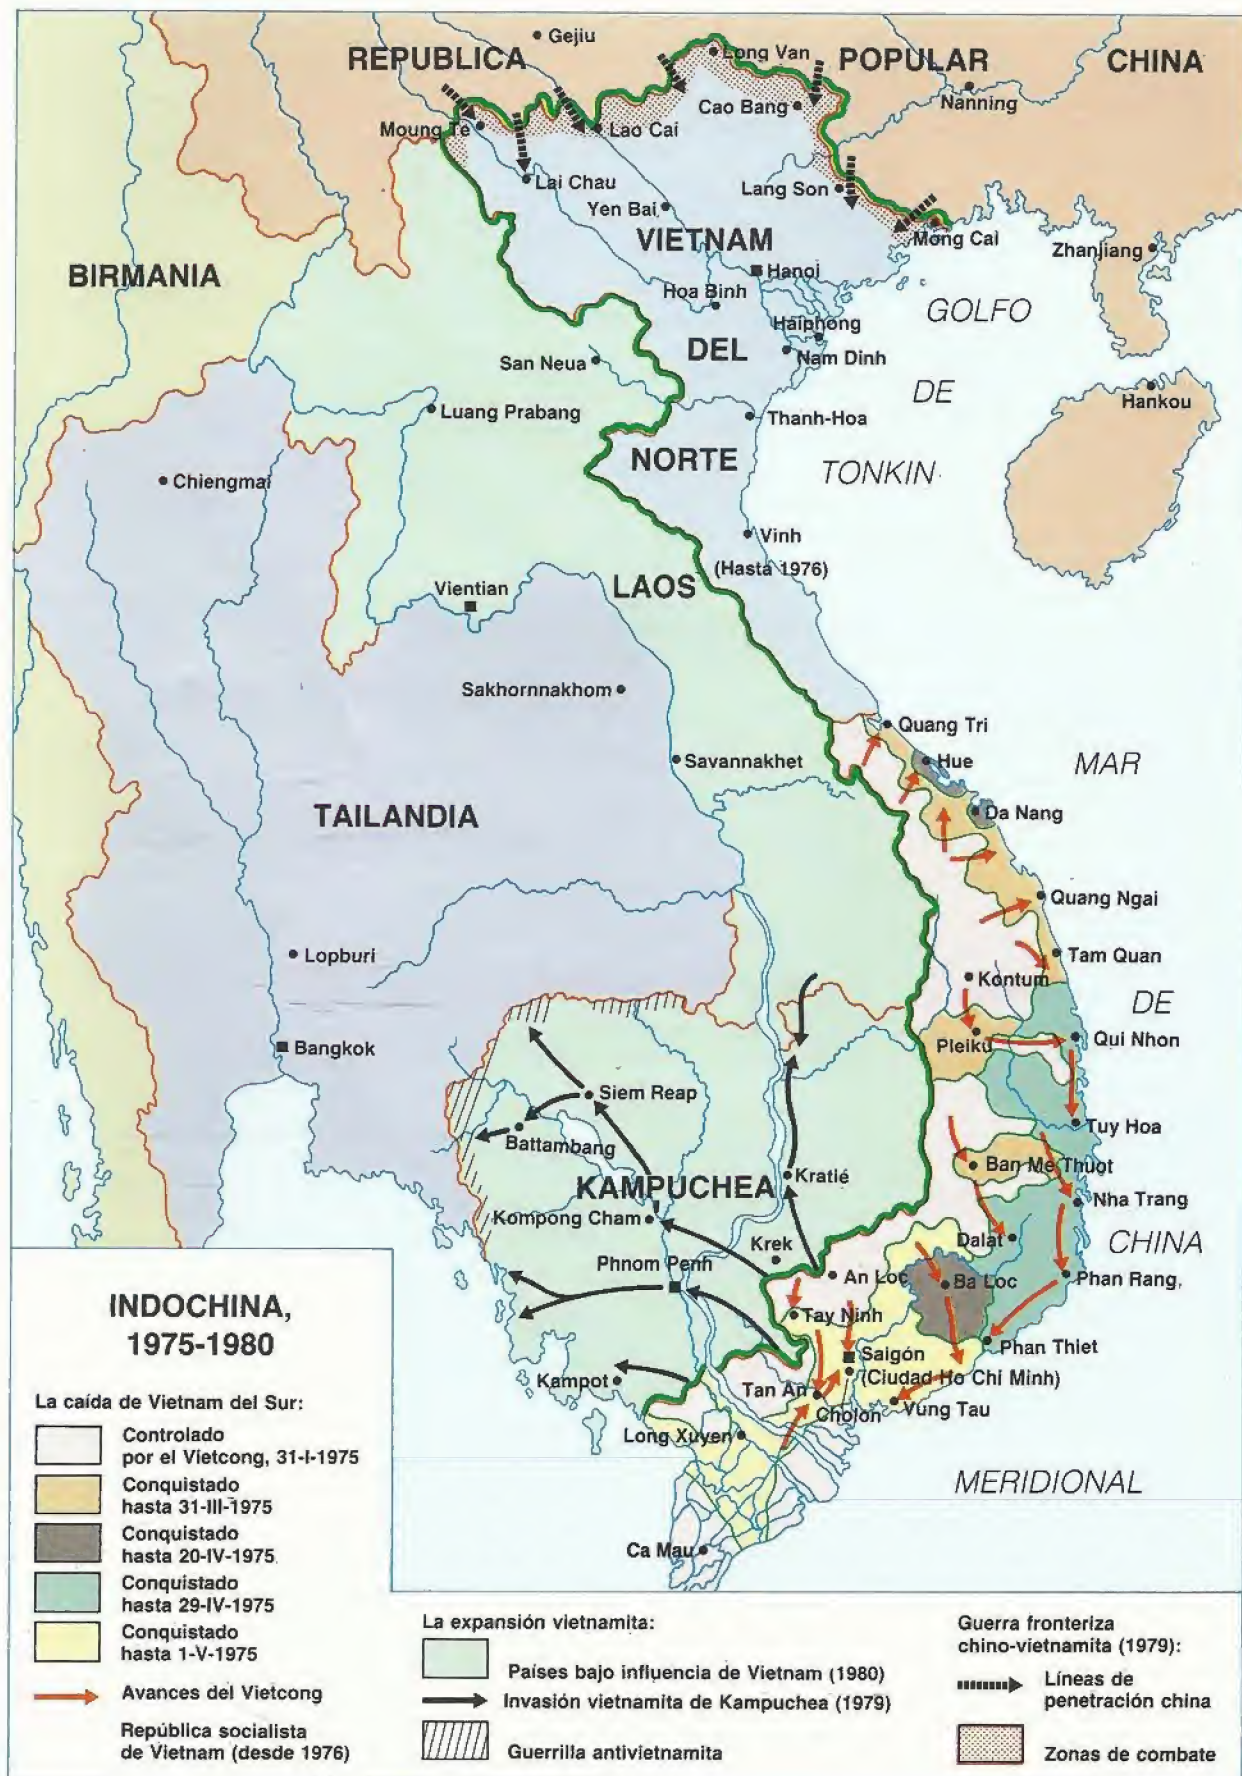 REPUBLICA POPULAR CHINA
Gejiu
Long Van
Nanning
Cao Bang
Moung Te
Lao Cai
Lai Chau
Lang Son
Yen Bai
Mong Cai
VIETNAM
Zhanjiang
BIRMANIA
Hanoi
Hoa Binh
GOLFO
Haiphong
DEL
Nam Dinh
San Neua
DE
Hankou
Luang Prabang
Thanh-Hoa
NORTE
TONKIN
Chiengmai
Vinh
(Hasta 1976)
LAOS
Vientian
Sakhornnakhom
Quang Tri
Savannakhet
Hue
MAR
TAILANDIA
Da Nang
Quang Ngai
Lopburi
Tam Quan
Kontum
DE
Bangkok
Pleikú
Qui Nhon
Siem Reap
Battambang
Tuy Hoa
Ban Me Thuot
KAMPUCHEA
Kratié
Nha Trang
Kompong Cham
Krek
Dalat
CHINA
Phnom Penh
An Loc
Ba Loc
Phan Rang,
Tay Ninh
Phan Thiet
Saigón
(Ciudad Ho Chi Minh)
Kampot
Tan An
Cholon
Vung Tau
Long Xuyen
MERIDIONAL
Ca Mau
INDOCHINA,
1975-1980
La caída de Vietnam del Sur:
Controlado
por el Vietcong, 31-I-1975
Conquistado
hasta 31-III-1975
Conquistado
hasta 20-IV-1975
Conquistado
hasta 29-IV-1975
Conquistado
hasta 1-V-1975
Avances del Vietcong
República socialista
de Vietnam (desde 1976)
La expansión vietnamita:
Países bajo influencia de Vietnam (1980)
Invasión vietnamita de Kampuchea (1979)
Guerrilla antivietnamita
Guerra fronteriza
chino-vietnamita (1979):
Líneas de
penetración china
Zonas de combate